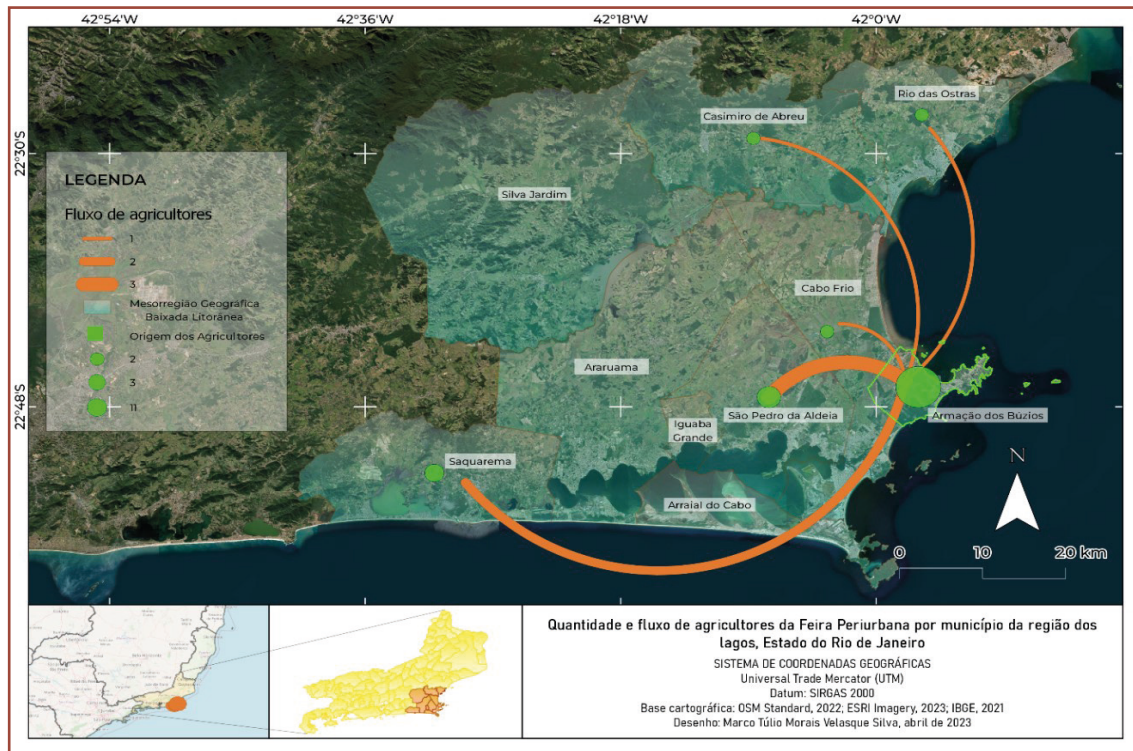 42°54'W 42°36'W 42°18'W 42°0'W
22°30'S
22°48'S
Rio das Ostras
Casimiro de Abreu
Silva Jardim
Cabo Frio
Araruama
São Pedro da Aldeia
Armação dos Búzios
Iguaba
Grande
Saquarema
Arraial do Cabo
LEGENDA
Fluxo de agricultores
1
2
3
Mesorregião Geográfica
Baixada Litorânea
Origem dos Agricultores
2
3
11
N
0 10 20 km
Quantidade e fluxo de agricultores da Feira Periurbana por município da região dos
lagos, Estado do Rio de Janeiro
SISTEMA DE COORDENADAS GEOGRÁFICAS
Universal Trade Mercator (UTM)
Datum: SIRGAS 2000
Base cartográfica: OSM Standard, 2022; ESRI Imagery, 2023; IBGE, 2021
Desenho: Marco Túlio Morais Velasque Silva, abril de 2023